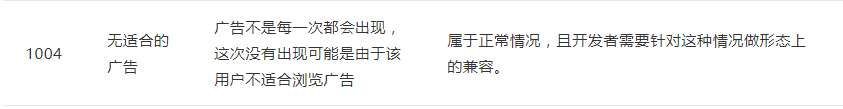 1004
无适合的
广告
广告不是每一次都会出现，
这次没有出现可能是由于该
用户不适合浏览广告
属于正常情况，且开发者需要针对这种情况做形态上
的兼容。